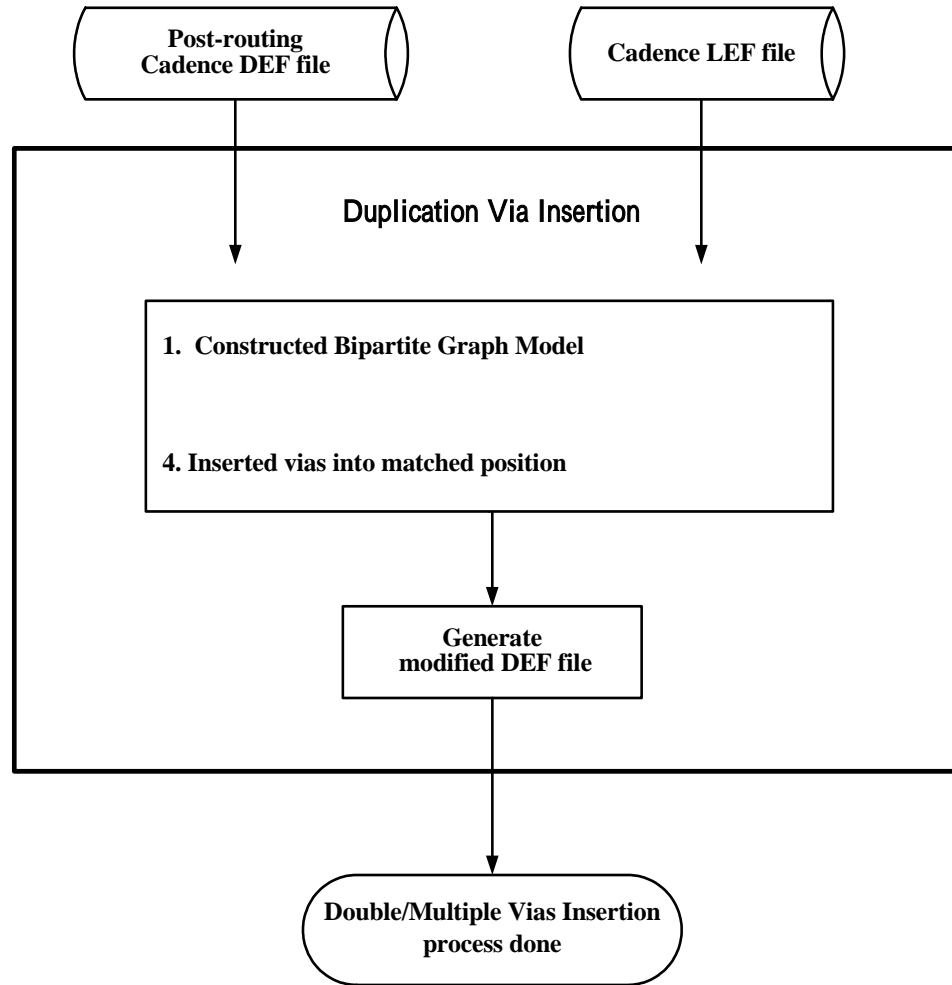 Post-routing
Cadence DEF file
Cadence LEF file
Duplication Via Insertion
1. Constructed Bipartite Graph Model
4. Inserted vias into matched position
Generate
modified DEF file
Double/Multiple Vias Insertion
process done